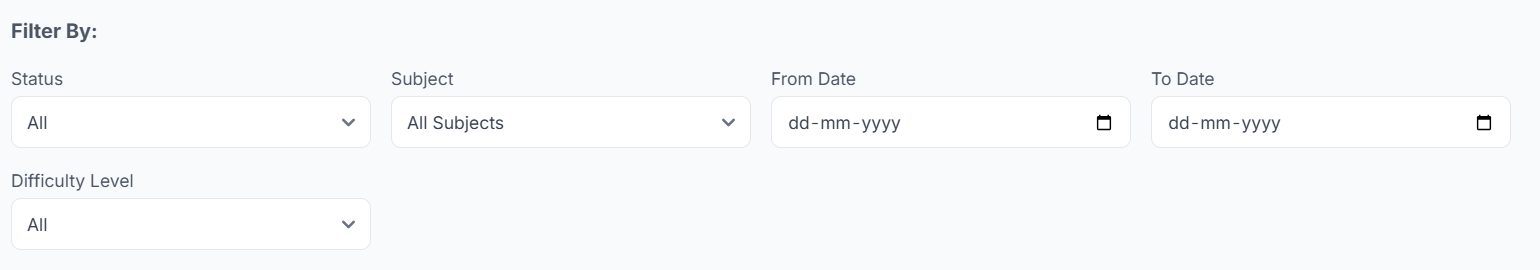 Filter By:
Status Subject From Date To Date
All All Subjects dd-mm-yyyy dd-mm-yyyy
Difficulty Level
All